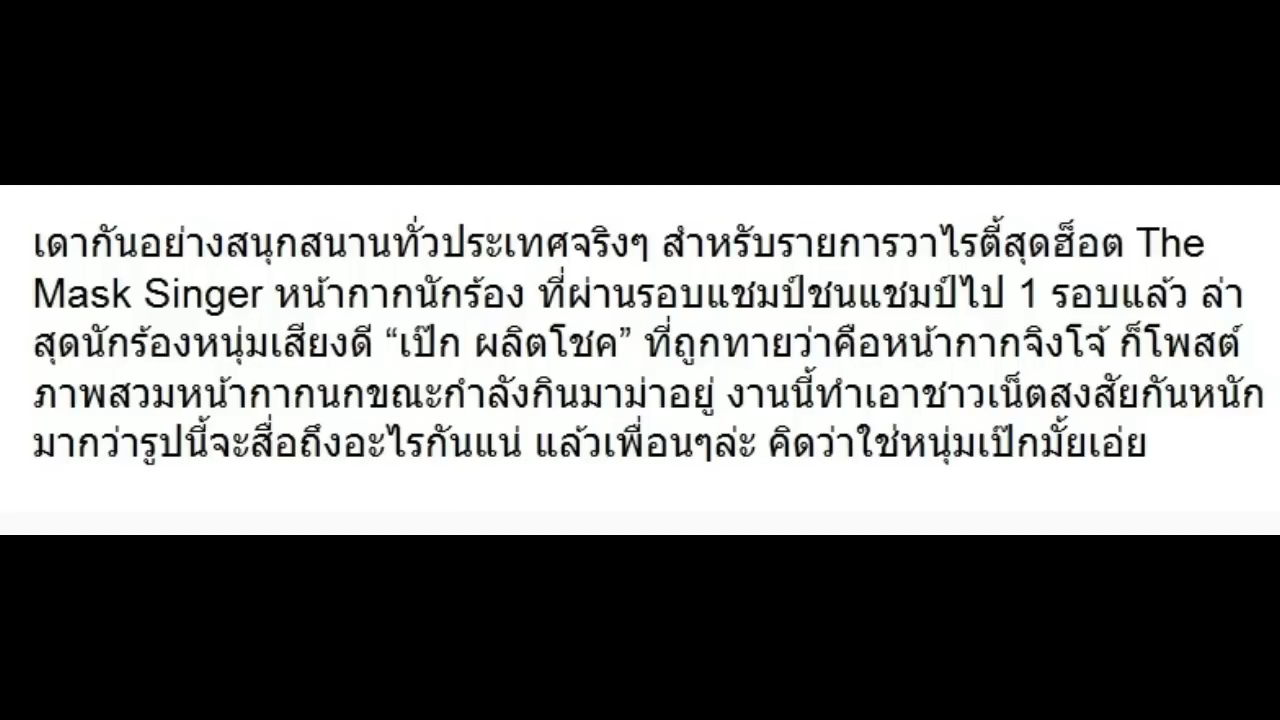 เดากันอย่างสนุกสนานทั่วประเทศจริงๆ สำหรับรายการวาไรตี้สุดฮ็อต The
Mask Singer หน้ากากนักร้อง ที่ผ่านรอบแชมป์ชนแชมป์ไป 1 รอบแล้ว ล่า
สุดนักร้องหนุ่มเสียงดี “เป๊ก ผลิตโชค” ที่ถูกทายว่าคือหน้ากากจิงโจ้ ก็โพสต์
ภาพสวมหน้ากากนกขณะกำลังกินมาม่าอยู่ งานนี้ทำเอาชาวเน็ตสงสัยกันหนัก
มากว่ารูปนี้จะสื่อถึงอะไรกันแน่ แล้วเพื่อนๆล่ะ คิดว่าใช่หนุ่มเป๊กมั้ยเอ่ย